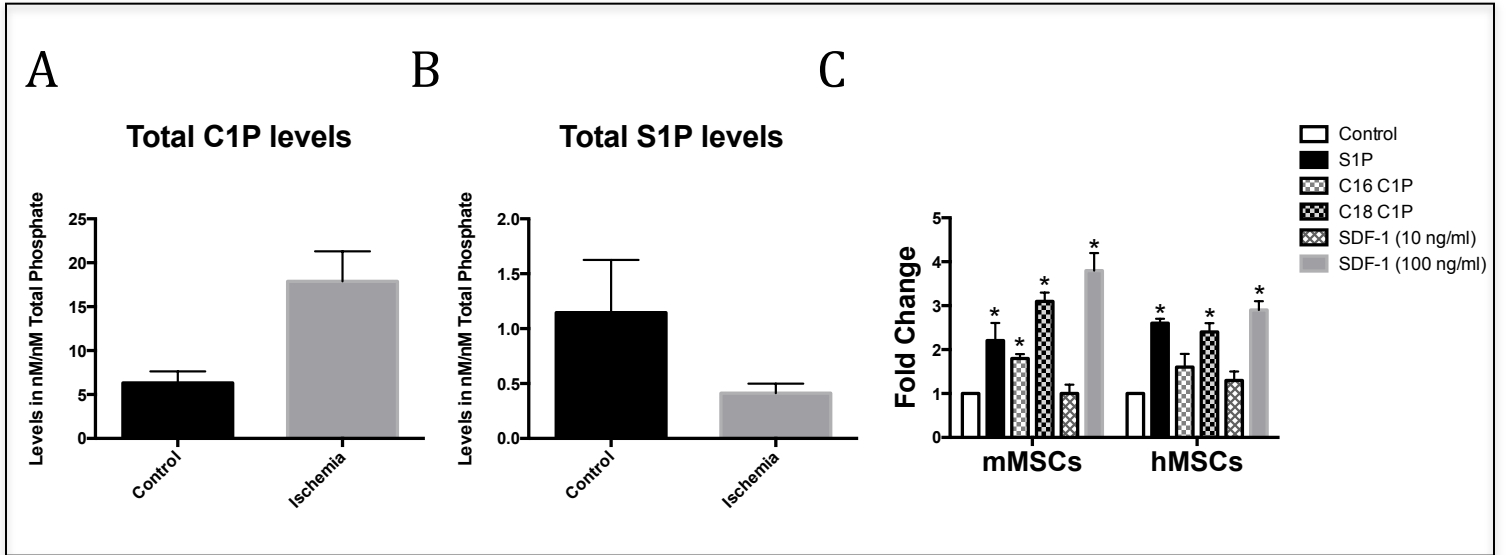 A
B
C
Total C1P levels
Levels in nM/nM Total Phosphate
25
20
15
10
5
0
Control
Ischemia
Total S1P levels
Levels in nM/nM Total Phosphate
2.0
1.5
1.0
0.5
0.0
Control
Ischemia
Control
S1P
C16 C1P
C18 C1P
SDF-1 (10 ng/ml)
SDF-1 (100 ng/ml)
Fold Change
5
4
3
2
1
0
* * * *
* * *
mMSCs
hMSCs